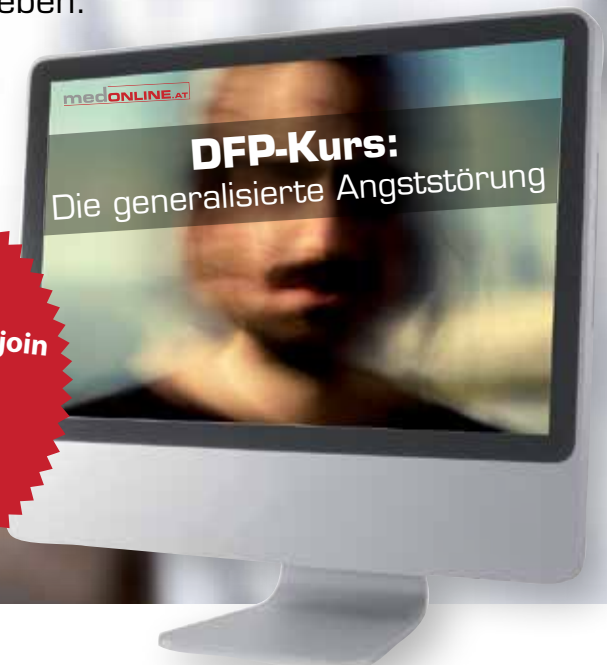 eben.
medONLINE.AT
DFP-Kurs:
Die generalisierte Angststörung
join